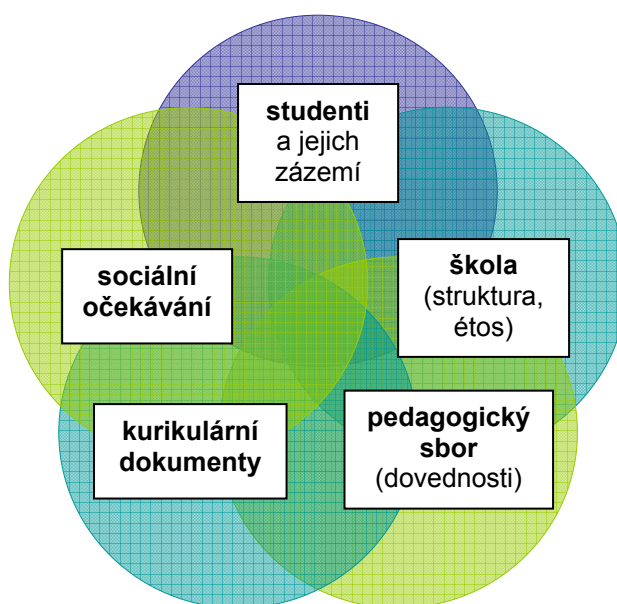 studenti
a jejich
zázemí
sociální
očekávání
škola
(struktura,
étos)
kurikulární
dokumenty
pedagogický
sbor
(dovednosti)